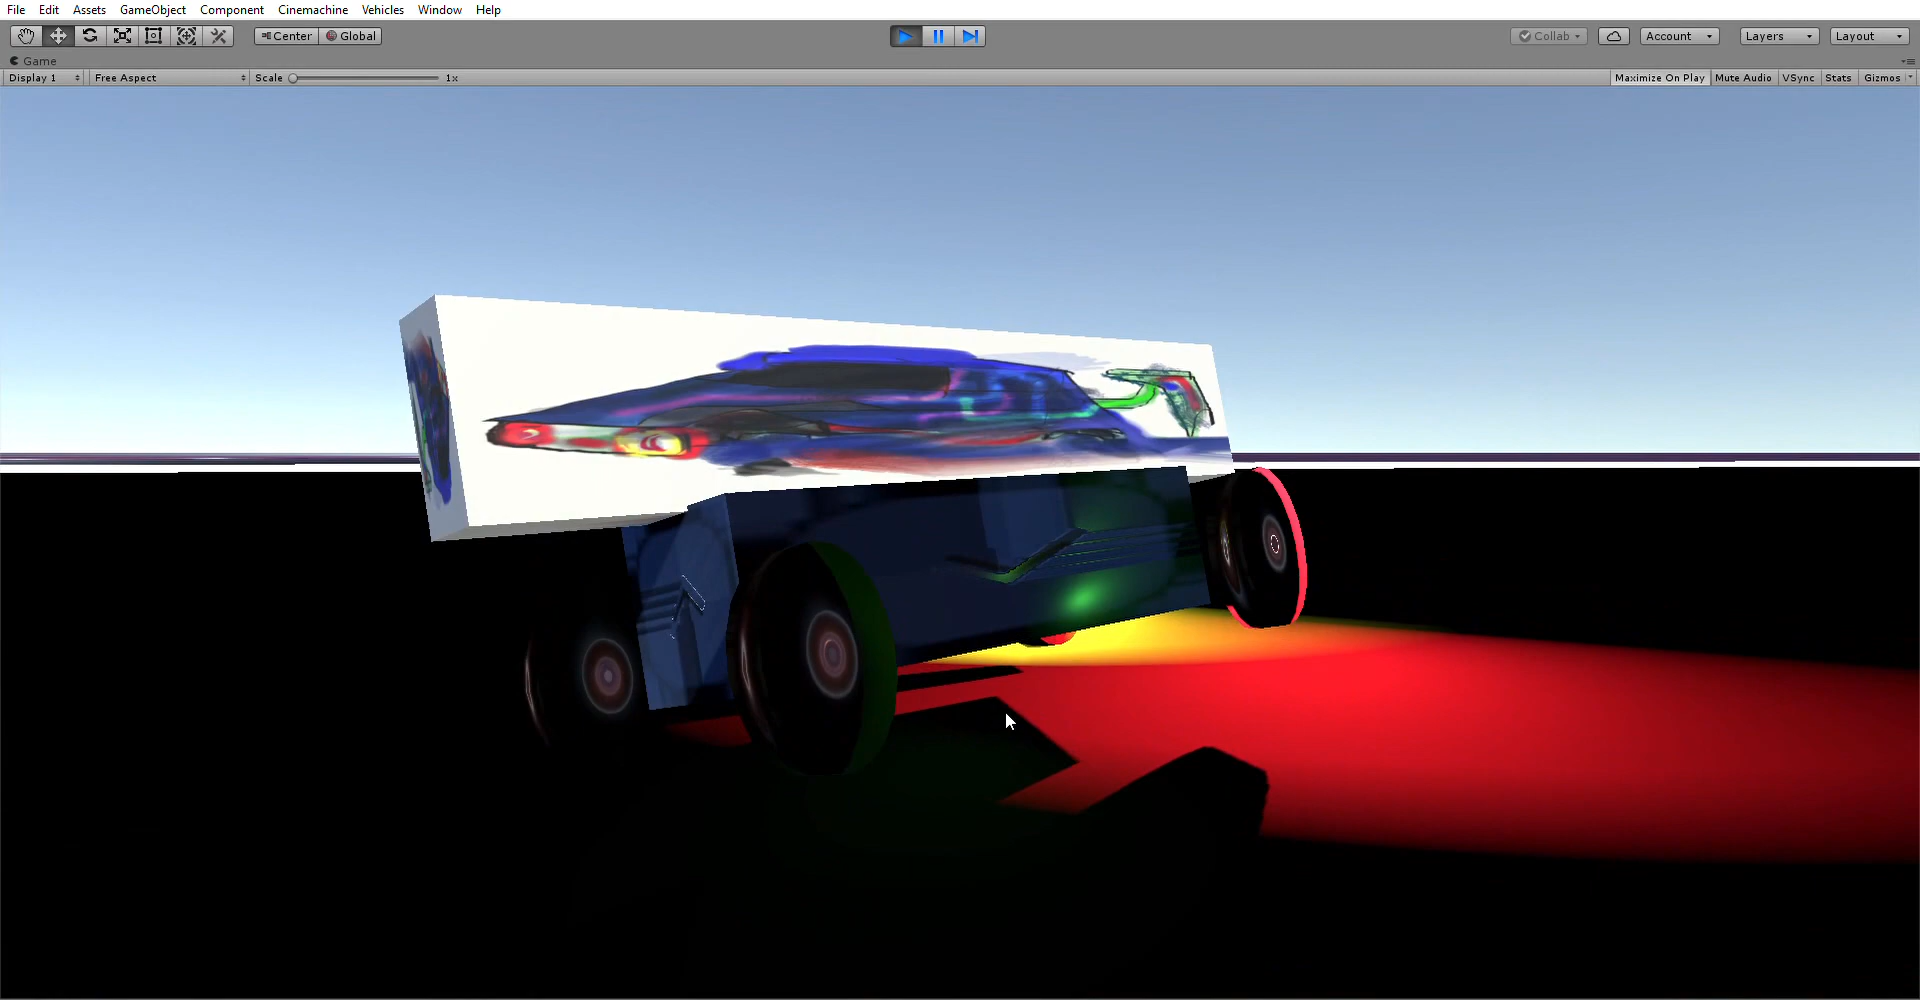 File Edit Assets GameObject Component Cinemachine Vehicles Window Help
Center Global Collab Account Layers Layout
Game
Display 1 Free Aspect Scale 1x Maximize On Play Mute Audio VSync Stats Gizmos